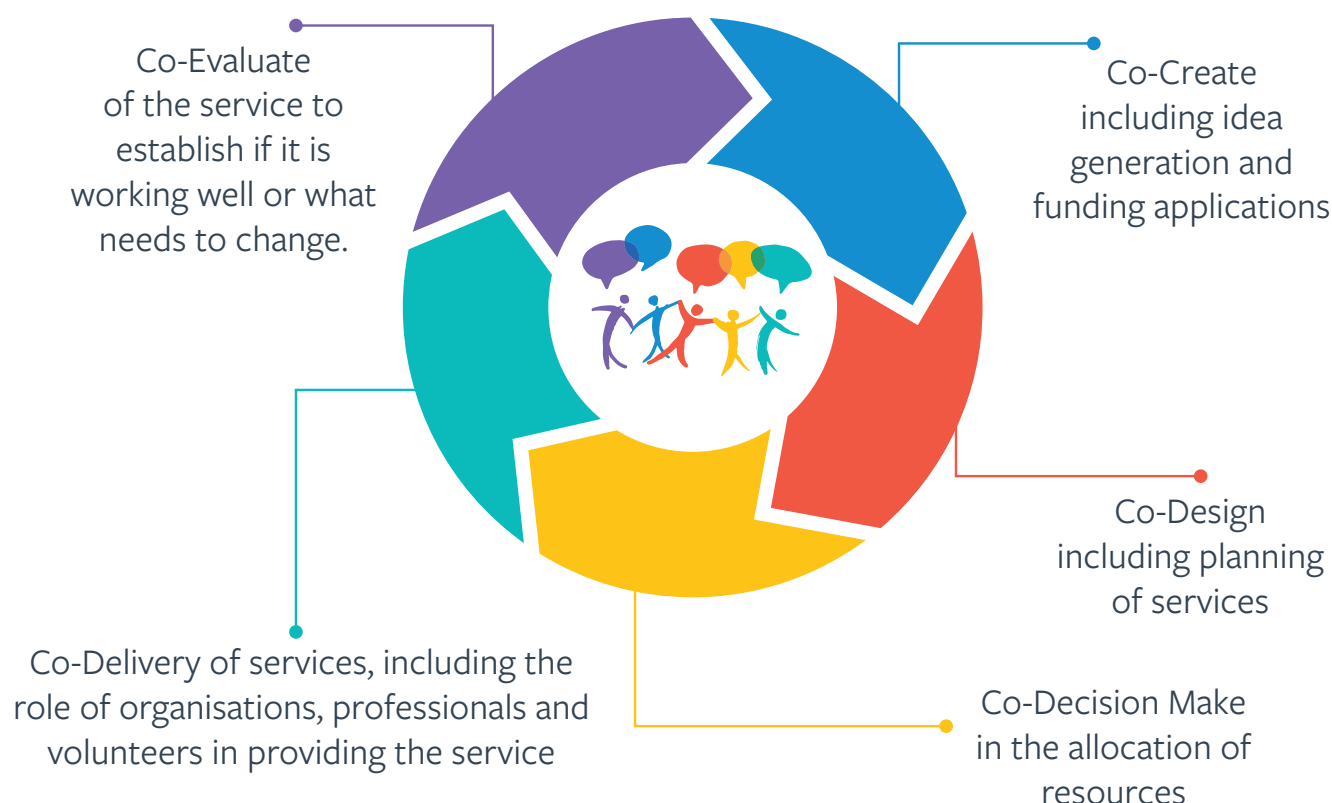 Co-Evaluate
of the service to
establish if it is
working well or what
needs to change.
Co-Create
including idea
generation and
funding applications
Co-Design
including planning
of services
Co-Delivery of services, including the
role of organisations, professionals and
volunteers in providing the service
Co-Decision Make
in the allocation of
resources